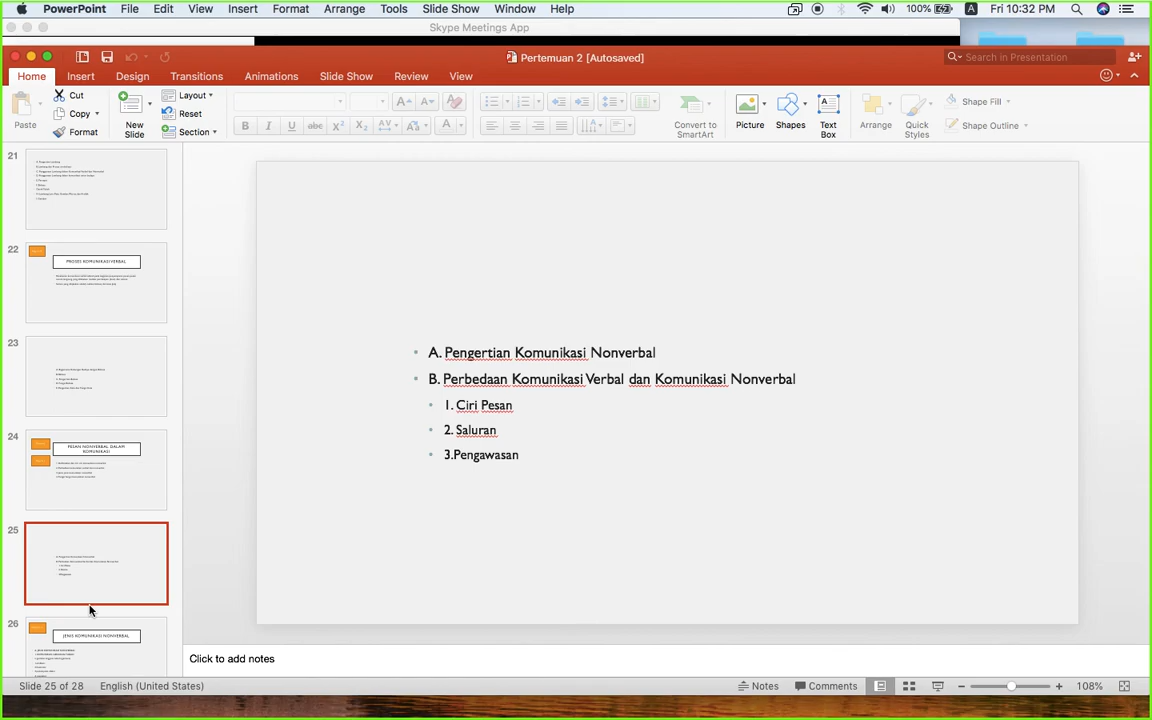 PowerPoint File Edit View Insert Format Arrange Tools Slide Show Window Help 100% Fri 10:32 PM
Skype Meetings App
Pertemuan 2 [Autosaved]
Search in Presentation
Home Insert Design Transitions Animations Slide Show Review View
Paste
Cut
Copy
Format
New Slide
Layout
Reset
Section
Convert to SmartArt
Picture
Shapes
Text Box
Arrange
Quick Styles
Shape Fill
Shape Outline
21
22
PROSES KOMUNIKASI VERBAL
23
24
PESAN NONVERBAL DALAM KOMUNIKASI
25
26
JENIS KOMUNIKASI NONVERBAL
• A. Pengertian Komunikasi Nonverbal
• B. Perbedaan Komunikasi Verbal dan Komunikasi Nonverbal
• 1. Ciri Pesan
• 2. Saluran
• 3.Pengawasan
Click to add notes
Slide 25 of 28 English (United States) Notes Comments 108%